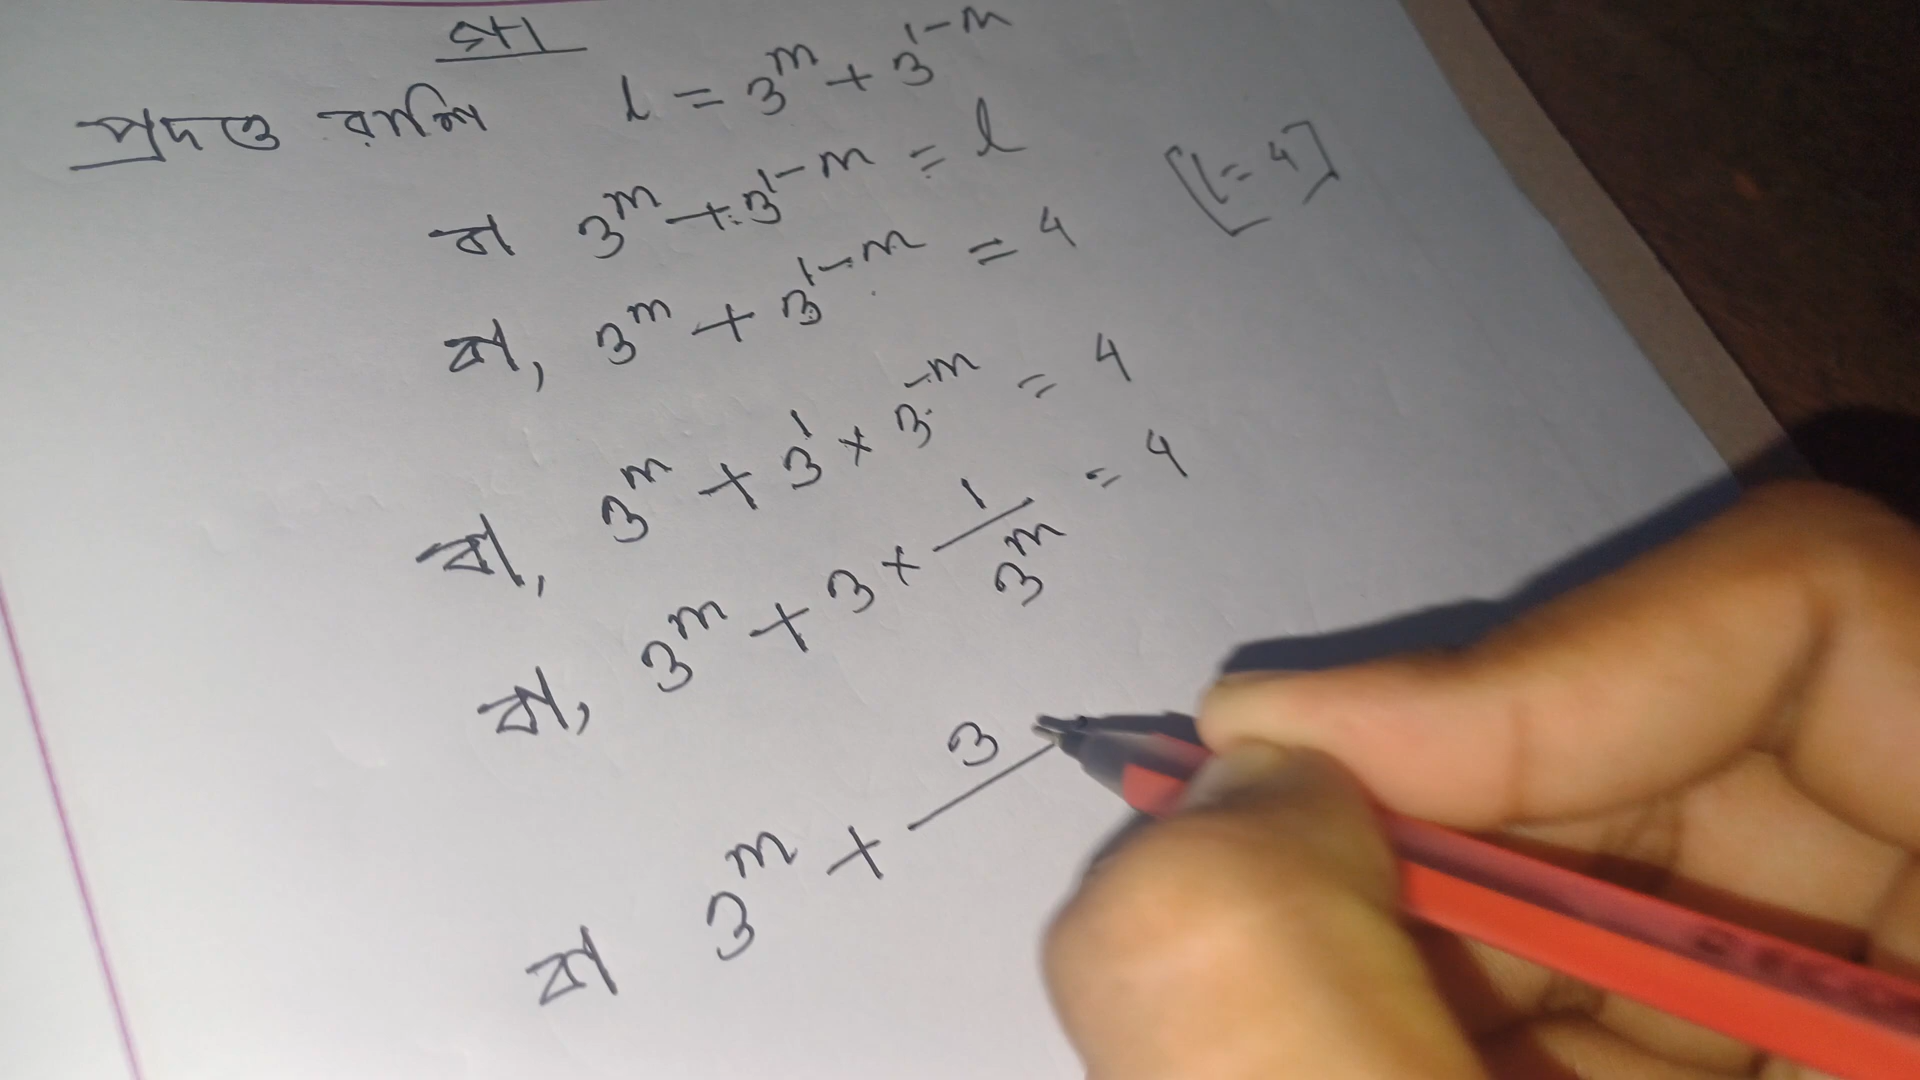 প্রদত্ত রাশি l = 3^m + 3^{1-m}
বা 3^m + 3^{1-m} = l
বা, 3^m + 3^{1-m} = 4 [l = 4]
বা, 3^m + 3^1 × 3^{-m} = 4
বা, 3^m + 3 × 1/3^m = 4
বা 3^m + 3/